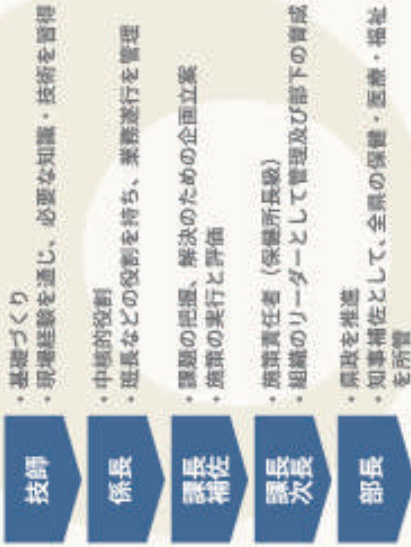 技師
・基礎づくり
・現場経験を通じ、必要な知識・技術を習得
係長
・中核的役割
・班長などの役割を持ち、業務遂行を管理
課長
補佐
・課題の把握、解決のための企画立案
・施策の実行と評価
課長
次長
・施策責任者（保健所長級）
・組織のリーダーとして管理及び部下の育成
部長
・県政を推進
・知事補佐として、全県の保健・医療・福祉
を所管